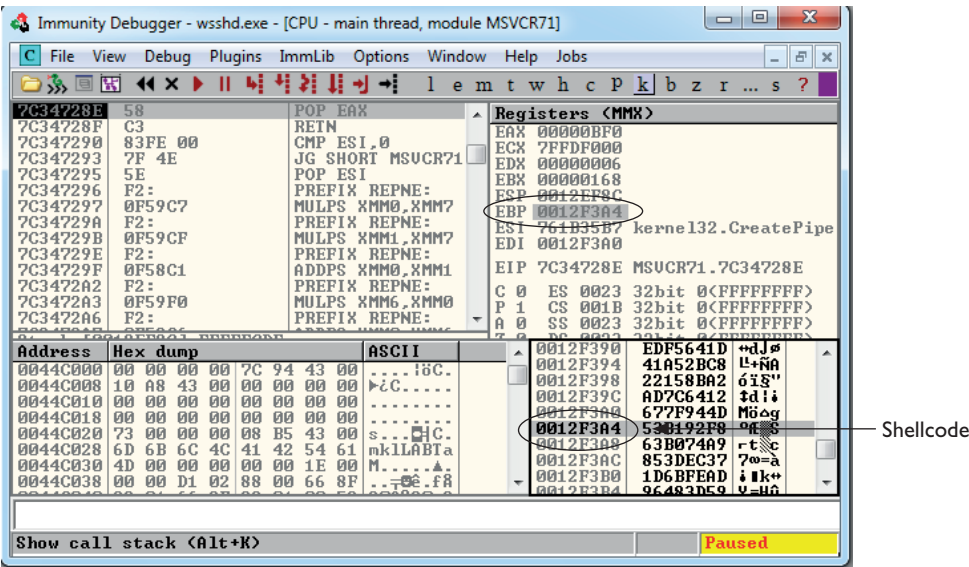 Immunity Debugger - wsshd.exe - [CPU - main thread, module MSVCR71]
C File View Debug Plugins ImmLib Options Window Help Jobs
l e m t w h c P k b z r ... s ?
7C34728E 58 POP EAX
7C34728F C3 RETN
7C347290 83FE 00 CMP ESI,0
7C347293 7F 4E JG SHORT MSVCR71
7C347295 5E POP ESI
7C347296 F2: PREFIX REPNE:
7C347297 0F59C7 MULPS XMM0,XMM7
7C34729A F2: PREFIX REPNE:
7C34729B 0F59CF MULPS XMM1,XMM7
7C34729E F2: PREFIX REPNE:
7C34729F 0F58C1 ADDPS XMM0,XMM1
7C3472A2 F2: PREFIX REPNE:
7C3472A3 0F59F0 MULPS XMM6,XMM0
7C3472A6 F2: PREFIX REPNE:
Registers (MMX)
EAX 00000BF0
ECX 7FFDF000
EDX 00000006
EBX 00000168
ESP 0012EF8C
EBP 0012F3A4
ESI 761B35B7 kernel32.CreatePipe
EDI 0012F3A0
EIP 7C34728E MSVCR71.7C34728E
C 0 ES 0023 32bit 0(FFFFFFFF)
P 1 CS 001B 32bit 0(FFFFFFFF)
A 0 SS 0023 32bit 0(FFFFFFFF)
Address Hex dump ASCII
0044C000 00 00 00 00 7C 94 43 00 ....|öC.
0044C008 10 A8 43 00 00 00 00 00 ►¿C.....
0044C010 00 00 00 00 00 00 00 00 ........
0044C018 00 00 00 00 00 00 00 00 ........
0044C020 73 00 00 00 08 B5 43 00 s....C.
0044C028 6D 6B 6C 4C 41 42 54 61 mklLABTa
0044C030 4D 00 00 00 00 00 1E 00 M.....▲.
0044C038 00 00 D1 02 88 00 66 8F
0012F390 EDF5641D
0012F394 41A52BC8
0012F398 22158BA2
0012F39C AD7C6412
0012F3A0 677F944D
0012F3A4 53B192F8
0012F3A8 63B074A9
0012F3AC 853DEC37
0012F3B0 1D6BFEAD
0012F3B4 96483D59
Shellcode
Show call stack (Alt+K) Paused